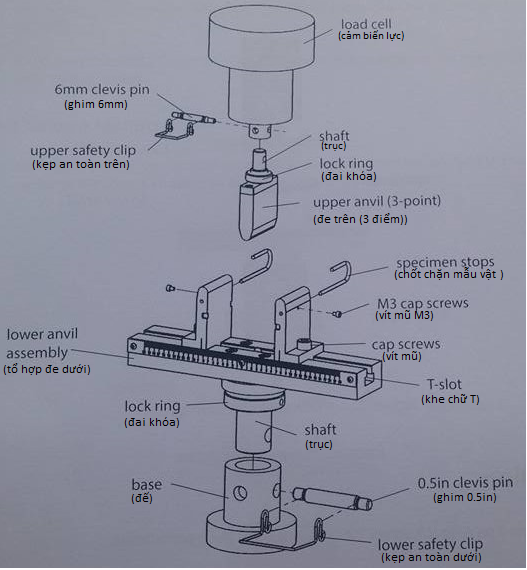 load cell
(cảm biến lực)
6mm clevis pin
(ghim 6mm)
shaft
(trục)
upper safety clip
(kẹp an toàn trên)
lock ring
(đai khóa)
upper anvil (3-point)
(đe trên (3 điểm))
specimen stops
(chốt chặn mẫu vật )
M3 cap screws
(vít mũ M3)
lower anvil
assembly
(tổ hợp đe dưới)
cap screws
(vít mũ)
T-slot
(khe chữ T)
lock ring
(đai khóa)
shaft
(trục)
base
(đế)
0.5in clevis pin
(ghim 0.5in)
lower safety clip
(kẹp an toàn dưới)